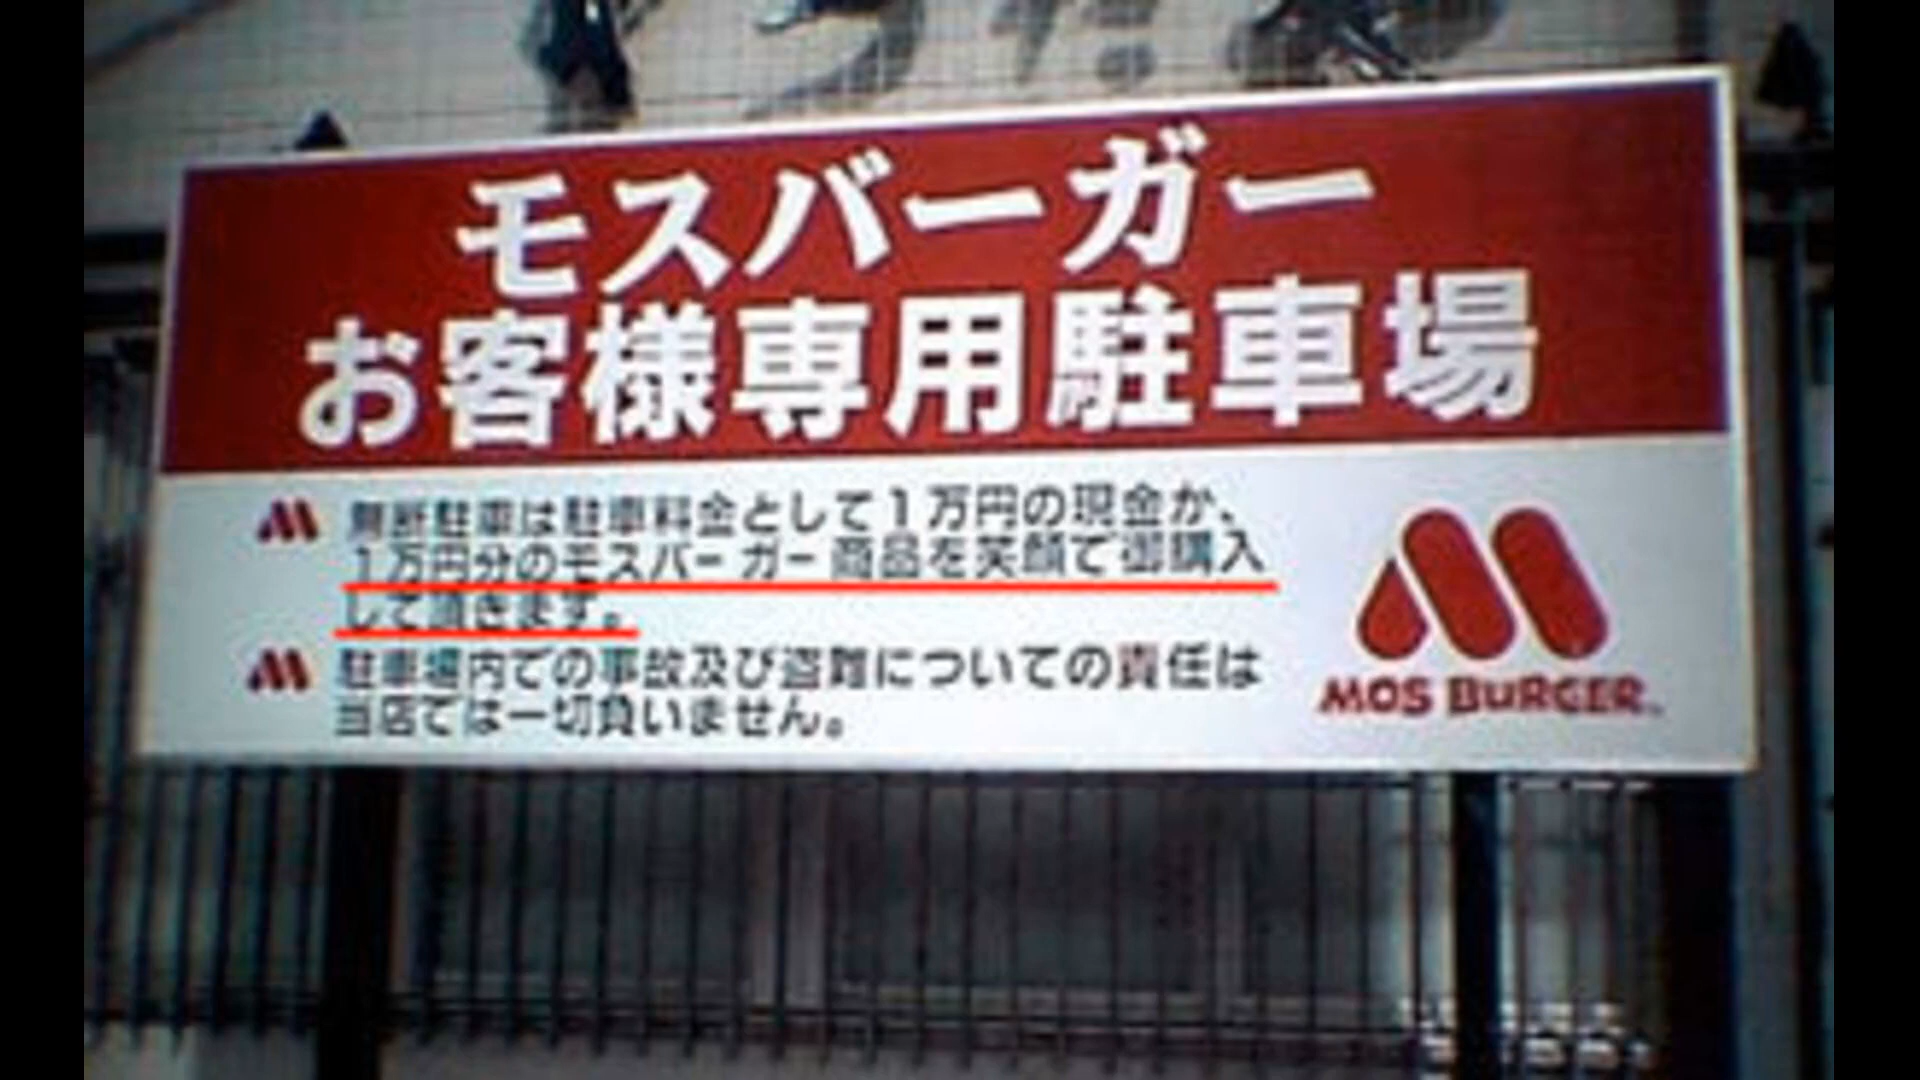 モスバーガー
お客様専用駐車場
無断駐車は駐車料金として1万円の現金か、
1万円分のモスバーガー商品を笑顔で御購入
して頂きます。
駐車場内での事故及び盗難についての責任は
当店では一切負いません。
MOS BURGER